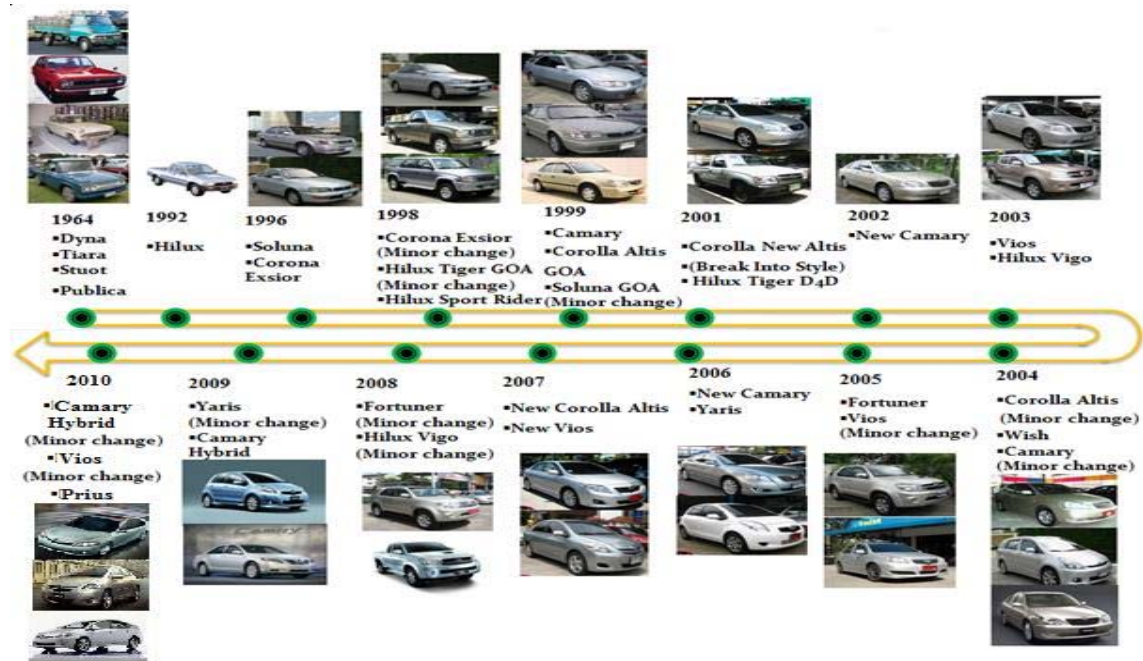 1964
▪Dyna
▪Tiara
▪Stuot
▪Publica
1992
▪Hilux
1996
▪Soluna
▪Corona
Exsior
1998
▪Corona Exsior
(Minor change)
▪Hilux Tiger GOA
(Minor change)
▪Hilux Sport Rider
1999
▪Camary
▪Corolla Altis
GOA
▪Soluna GOA
(Minor change)
2001
▪Corolla New Altis
▪(Break Into Style)
▪ Hilux Tiger D4D
2002
▪New Camary
2003
▪Vios
▪Hilux Vigo
2010
▪Camary
Hybrid
(Minor change)
▪Vios
(Minor change)
▪Prius
2009
▪Yaris
(Minor change)
▪Camary
Hybrid
Camary
2008
▪Fortuner
(Minor change)
▪Hilux Vigo
(Minor change)
2007
▪New Corolla Altis
▪New Vios
2006
▪New Camary
▪Yaris
2005
▪Fortuner
▪Vios
(Minor change)
2004
▪Corolla Altis
(Minor change)
▪Wish
▪Camary
(Minor change)